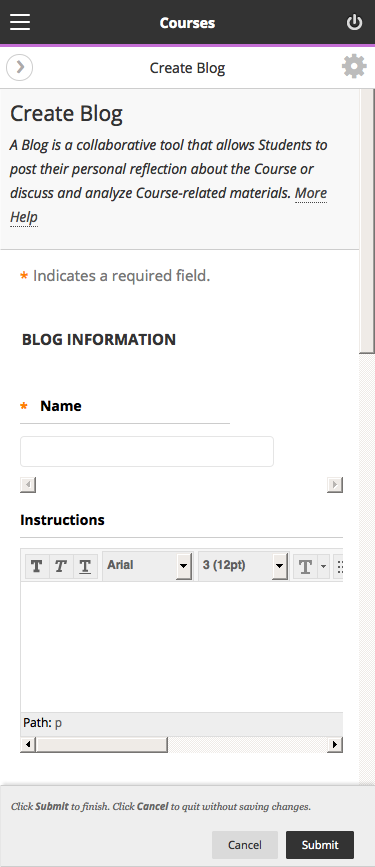 Courses
Create Blog
Create Blog
A Blog is a collaborative tool that allows Students to
post their personal reflection about the Course or
discuss and analyze Course-related materials. More
Help
* Indicates a required field.
BLOG INFORMATION
* Name
Instructions
T T T Arial 3 (12pt) T
Path: p
Click Submit to finish. Click Cancel to quit without saving changes.
Cancel Submit